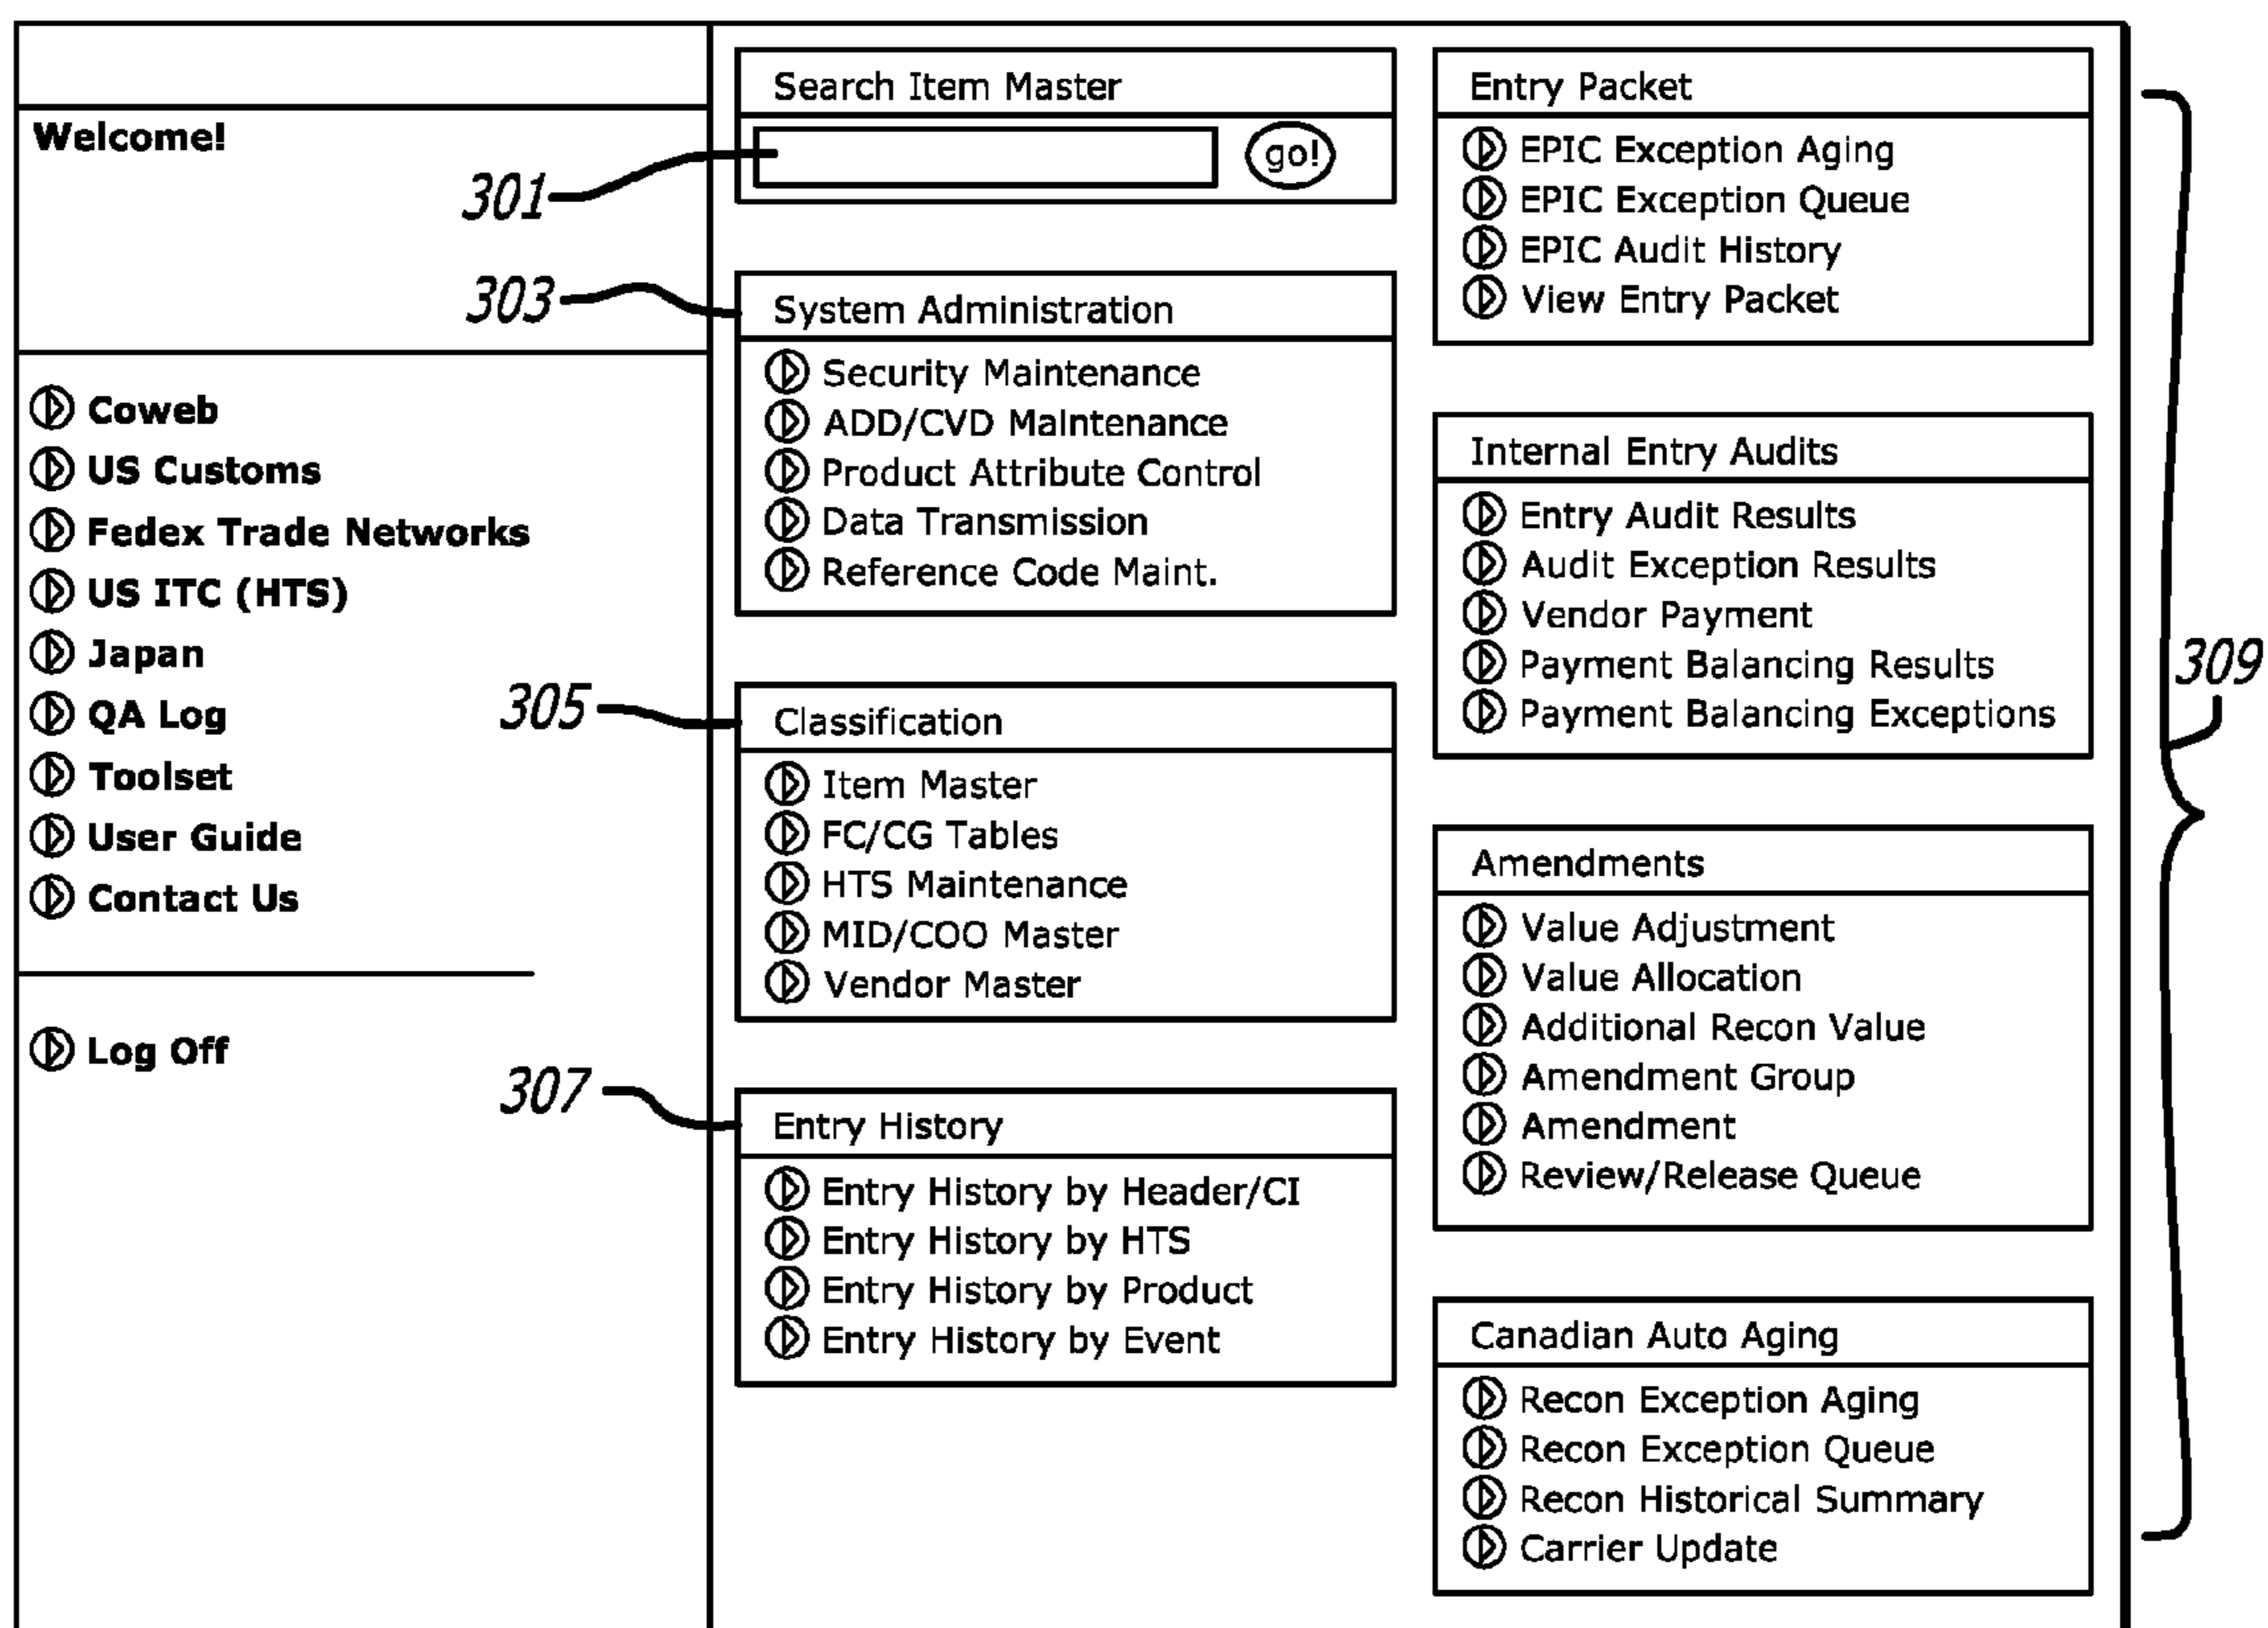 Welcome!
Coweb
US Customs
Fedex Trade Networks
US ITC (HTS)
Japan
QA Log
Toolset
User Guide
Contact Us
Log Off
301
303
305
307
Search Item Master
go!
System Administration
Security Maintenance
ADD/CVD Maintenance
Product Attribute Control
Data Transmission
Reference Code Maint.
Classification
Item Master
FC/CG Tables
HTS Maintenance
MID/COO Master
Vendor Master
Entry History
Entry History by Header/CI
Entry History by HTS
Entry History by Product
Entry History by Event
Entry Packet
EPIC Exception Aging
EPIC Exception Queue
EPIC Audit History
View Entry Packet
Internal Entry Audits
Entry Audit Results
Audit Exception Results
Vendor Payment
Payment Balancing Results
Payment Balancing Exceptions
Amendments
Value Adjustment
Value Allocation
Additional Recon Value
Amendment Group
Amendment
Review/Release Queue
Canadian Auto Aging
Recon Exception Aging
Recon Exception Queue
Recon Historical Summary
Carrier Update
309